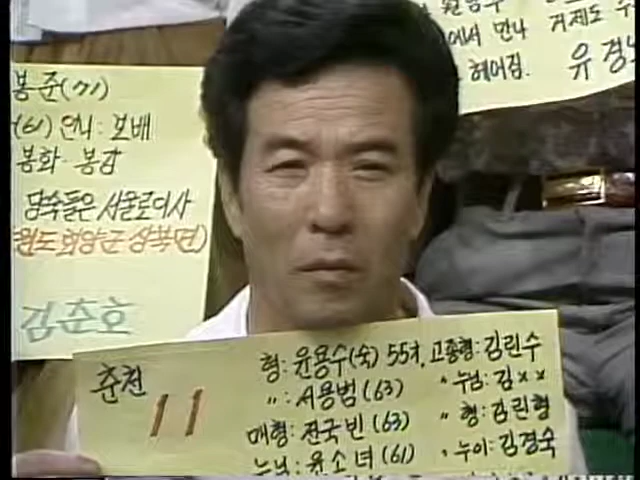 봉준(71)
(61) 언니: 보배
봉화·봉갑
당숙들은 서울로이사
원도 회양군 상북면)
김춘호
에서 만나 거제도
헤어짐.
춘천
11
형: 윤용수(숙) 55才, 고종형: 김린수
〃: 시용범(63) 〃 누님: 김××
매형: 전국빈(63) 〃 형: 김린형
누님: 윤소녀(61) 〃 누이: 김경숙